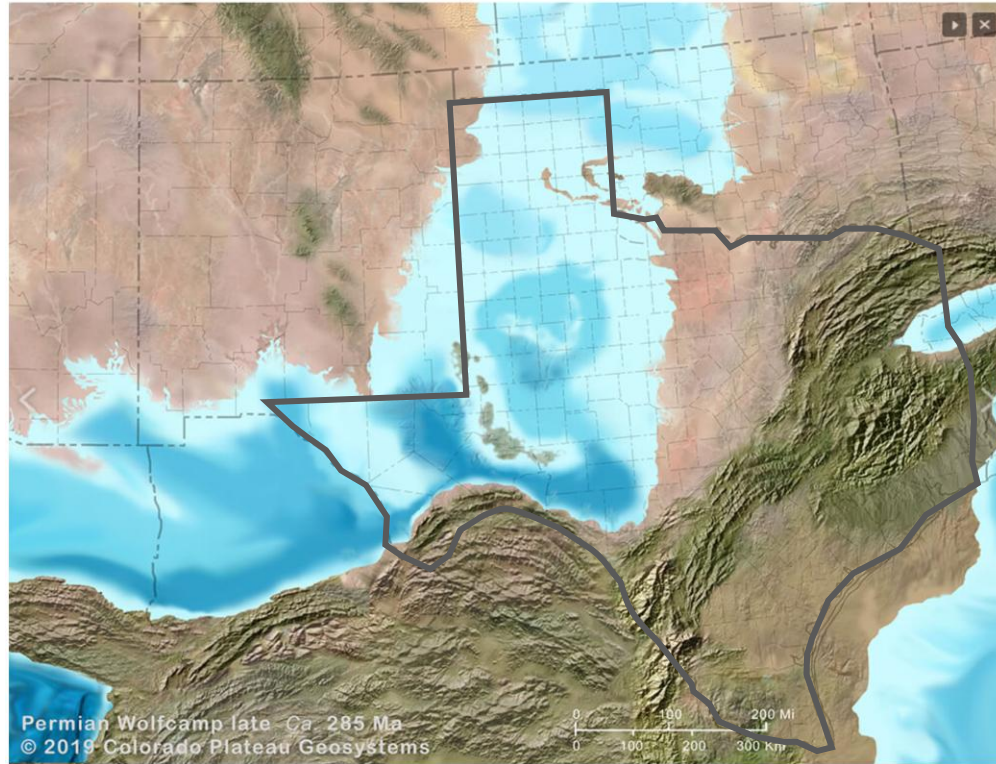 Permian Wolfcamp late Ca 285 Ma
© 2019 Colorado Plateau Geosystems
0 100 200 Mi
0 100 200 300 Km